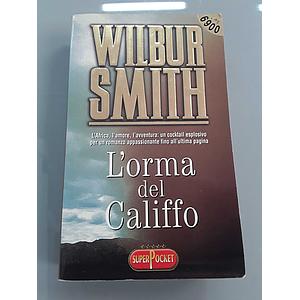 6900
WILBUR
SMITH
L'Africa, l'amore, l'avventura: un cocktail esplosivo
per un romanzo appassionante fino all'ultima pagina
L'orma
del
Califfo
SUPERPOCKET